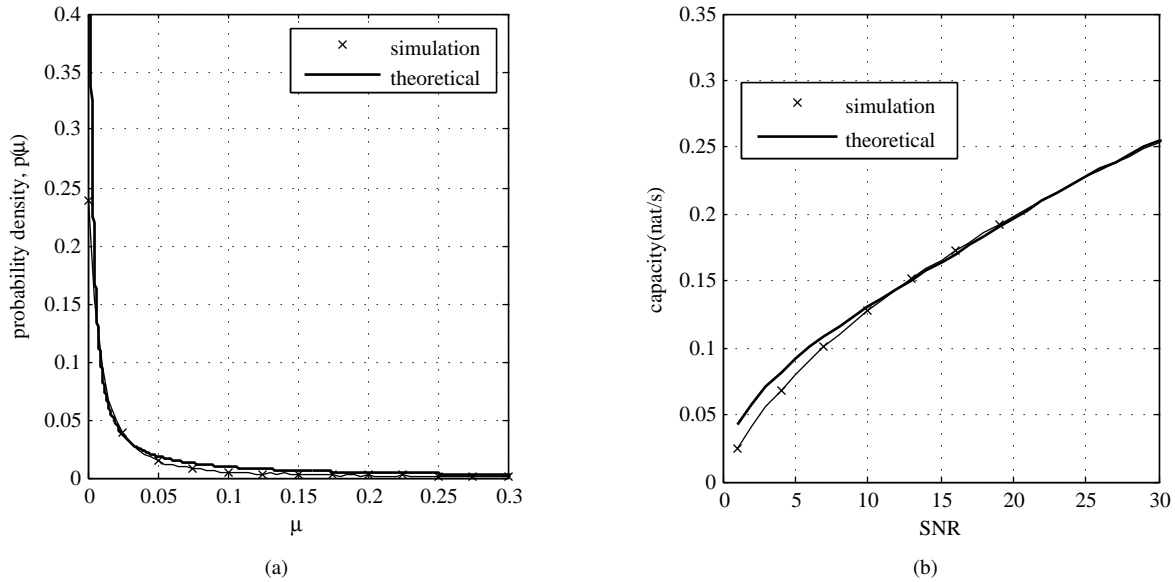 0.4
0.35
0.3
0.25
0.2
0.15
0.1
0.05
0
probability density, p(μ)
simulation
theoretical
0 0.05 0.1 0.15 0.2 0.25 0.3
μ
(a)
0.35
0.3
0.25
0.2
0.15
0.1
0.05
0
capacity(nat/s)
simulation
theoretical
0 5 10 15 20 25 30
SNR
(b)